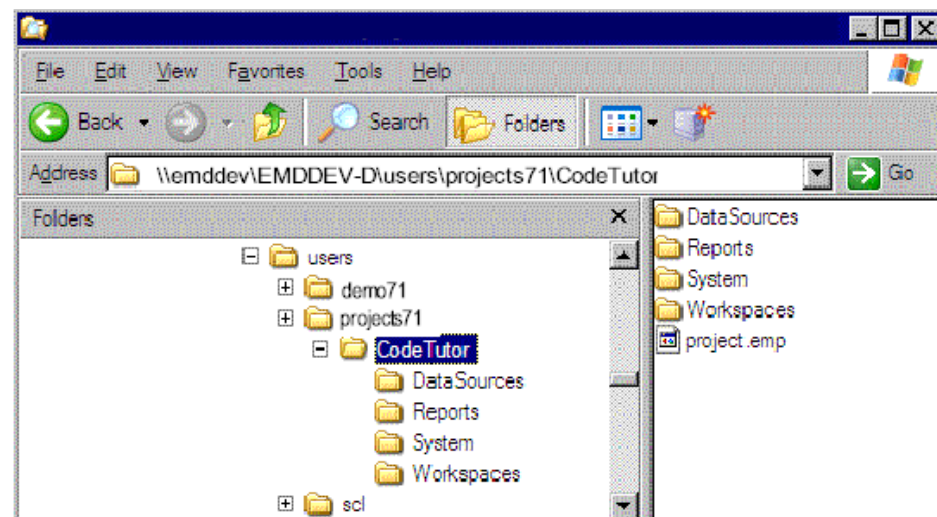 File Edit View Favorites Tools Help
Back Search Folders
Address \\emddev\EMDDEV-D\users\projects71\CodeTutor Go
Folders
users
demo71
projects71
CodeTutor
DataSources
Reports
System
Workspaces
scl
DataSources
Reports
System
Workspaces
project.emp